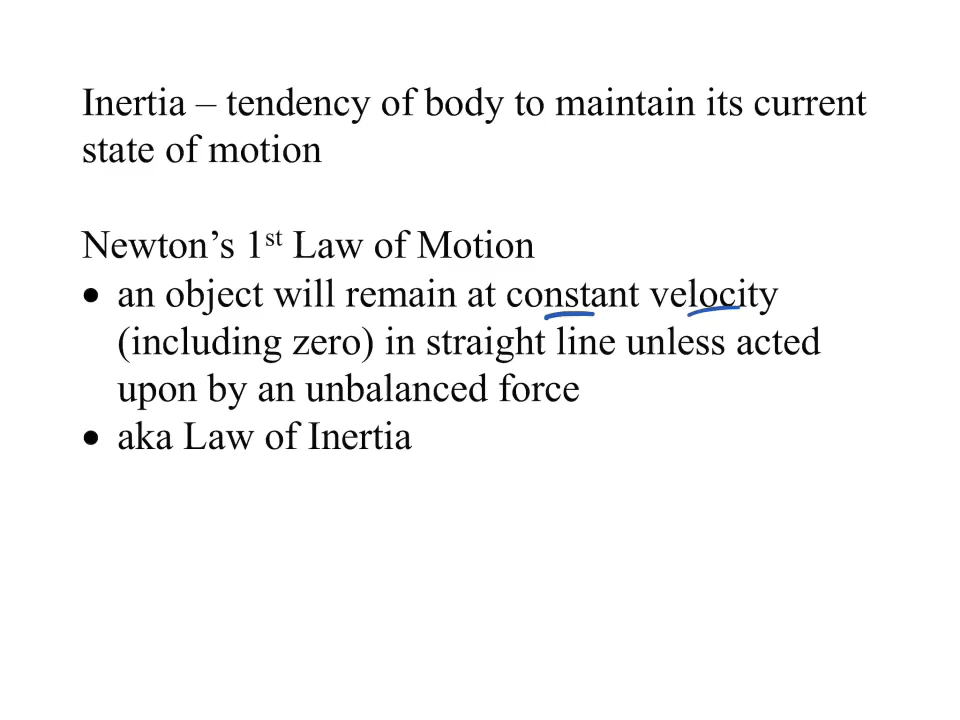 Inertia – tendency of body to maintain its current
state of motion
Newton’s 1st Law of Motion
• an object will remain at constant velocity
(including zero) in straight line unless acted
upon by an unbalanced force
• aka Law of Inertia